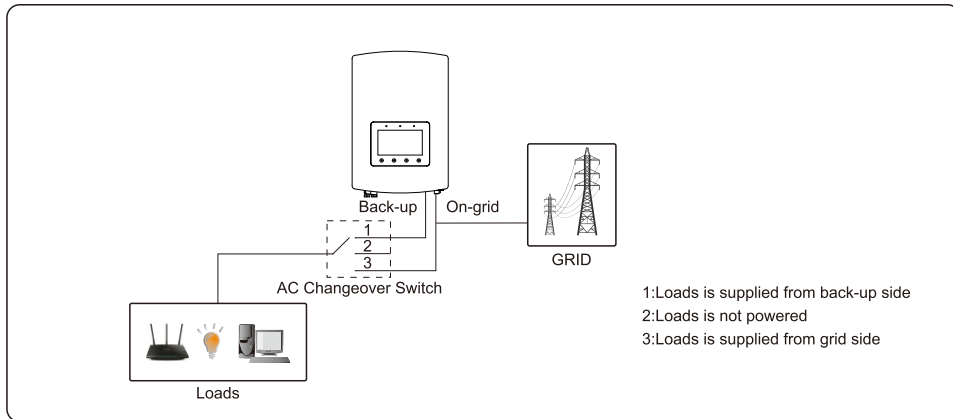 Back-up On-grid
1
2
3
AC Changeover Switch
GRID
Loads
1:Loads is supplied from back-up side
2:Loads is not powered
3:Loads is supplied from grid side